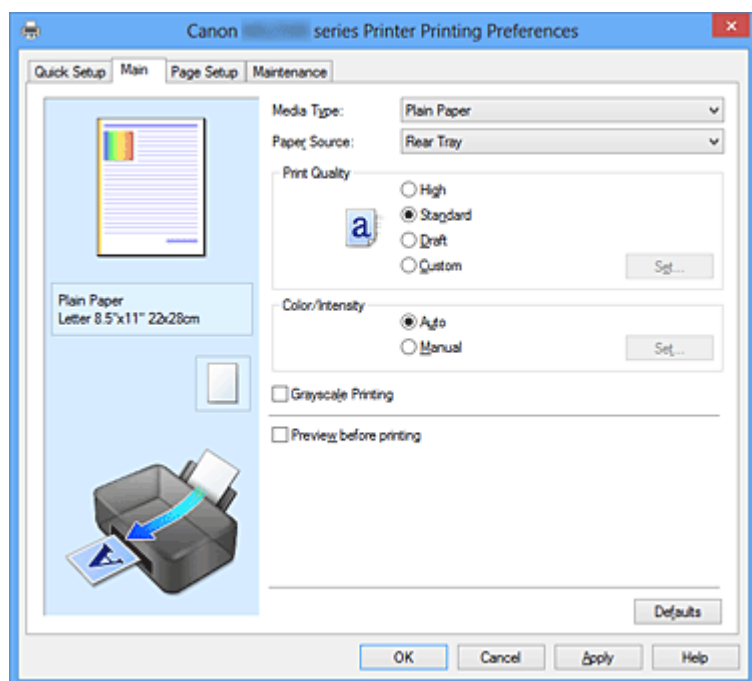 Canon series Printer Printing Preferences
Quick Setup Main Page Setup Maintenance
Media Type: Plain Paper
Paper Source: Rear Tray
Print Quality
High
a Standard
Draft
Custom Set...
Plain Paper
Letter 8.5"x11" 22x28cm
Color/Intensity
Auto
Manual Set...
Grayscale Printing
Preview before printing
A
Defaults
OK Cancel Apply Help